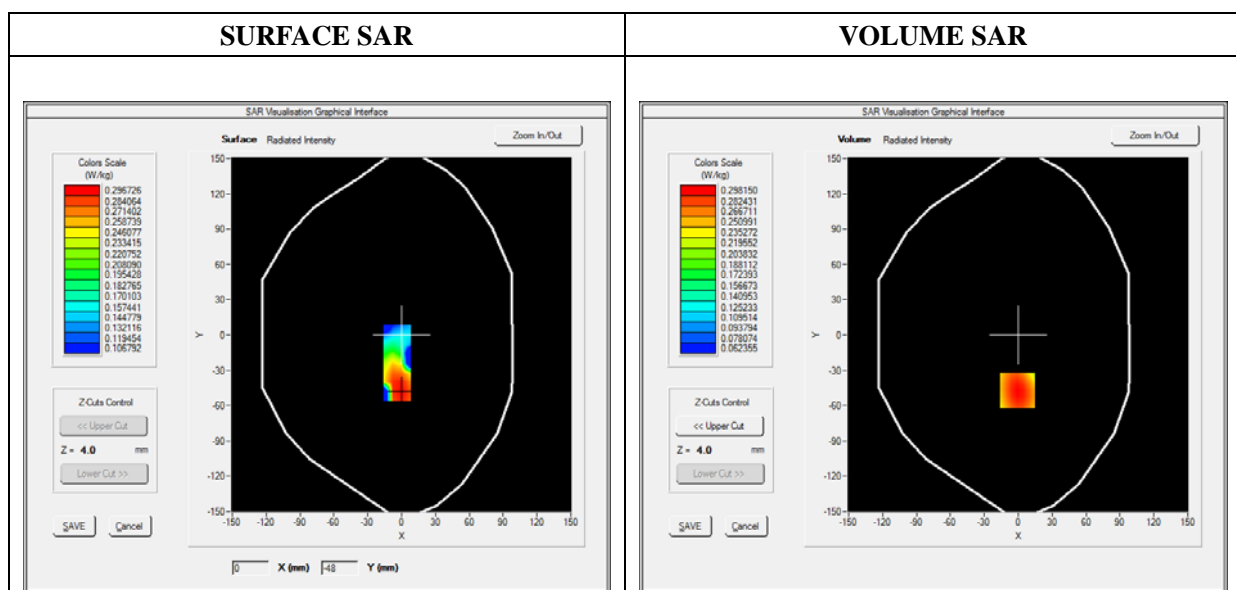 SURFACE SAR
VOLUME SAR
SAR Visualisation Graphical Interface
Surface Radiated Intensity
Zoom In/Out
Colors Scale
(W/kg)
0.296726
0.284064
0.271402
0.258739
0.246077
0.233415
0.220752
0.208090
0.195428
0.182765
0.170103
0.157441
0.144779
0.132116
0.119454
0.106792
Z-Cuts Control
<< Upper Cut
Z = 4.0 mm
Lower Cut >>
SAVE Cancel
150
120
90
60
30
0
-30
-60
-90
-120
-150
Y
-150 -120 -90 -60 -30 0 30 60 90 120 150
X
0 X (mm) -48 Y (mm)
SAR Visualisation Graphical Interface
Volume Radiated Intensity
Zoom In/Out
Colors Scale
(W/kg)
0.298150
0.282431
0.266711
0.250991
0.235272
0.219552
0.203832
0.188112
0.172393
0.156673
0.140953
0.125233
0.109514
0.093794
0.078074
0.062355
Z-Cuts Control
<< Upper Cut
Z = 4.0 mm
Lower Cut >>
SAVE Cancel
150
120
90
60
30
0
-30
-60
-90
-120
-150
Y
-150 -120 -90 -60 -30 0 30 60 90 120 150
X